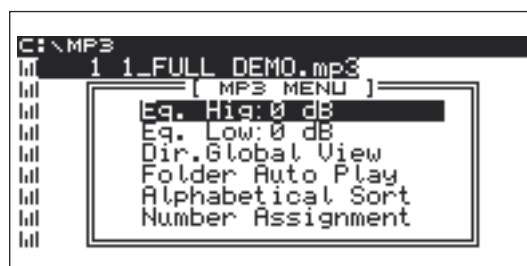 C:\MP3
1 1_FULL DEMO.mp3
[ MP3 MENU ]
Eq. Hig:0 dB
Eq. Low:0 dB
Dir.Global View
Folder Auto Play
Alphabetical Sort
Number Assignment